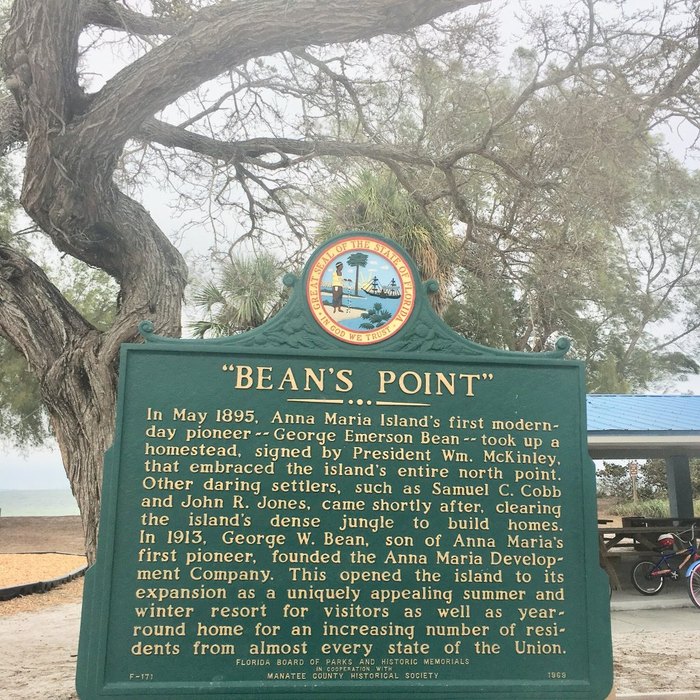 GREAT SEAL OF THE STATE OF FLORIDA
IN GOD WE TRUST
"BEAN'S POINT"
In May 1895, Anna Maria Island's first modern-
day pioneer--George Emerson Bean--took up a
homestead, signed by President Wm. McKinley,
that embraced the island's entire north point.
Other daring settlers, such as Samuel C. Cobb
and John R. Jones, came shortly after, clearing
the island's dense jungle to build homes.
In 1913, George W. Bean, son of Anna Maria's
first pioneer, founded the Anna Maria Develop-
ment Company. This opened the island to its
expansion as a uniquely appealing summer and
winter resort for visitors as well as year-
round home for an increasing number of resi-
dents from almost every state of the Union.
FLORIDA BOARD OF PARKS AND HISTORIC MEMORIALS
IN COOPERATION WITH
F-171 MANATEE COUNTY HISTORICAL SOCIETY 1969